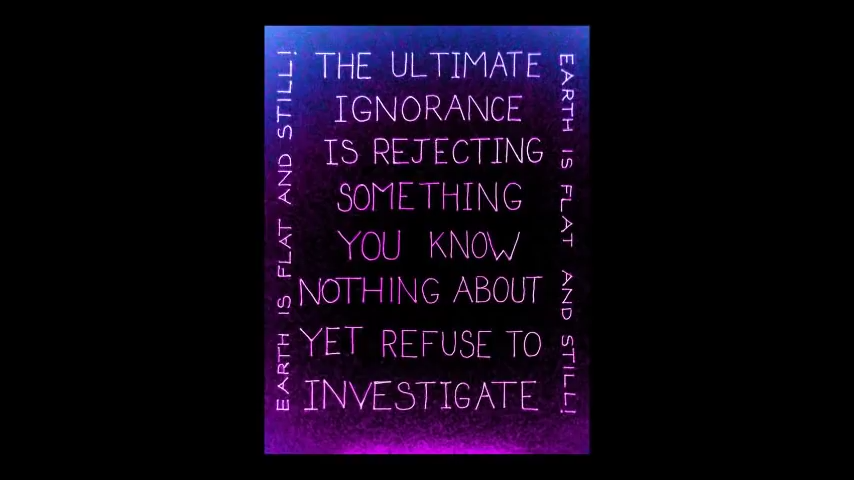 THE ULTIMATE
IGNORANCE
IS REJECTING
SOMETHING
YOU KNOW
NOTHING ABOUT
YET REFUSE TO
INVESTIGATE
EARTH IS FLAT AND STILL!
EARTH IS FLAT AND STILL!